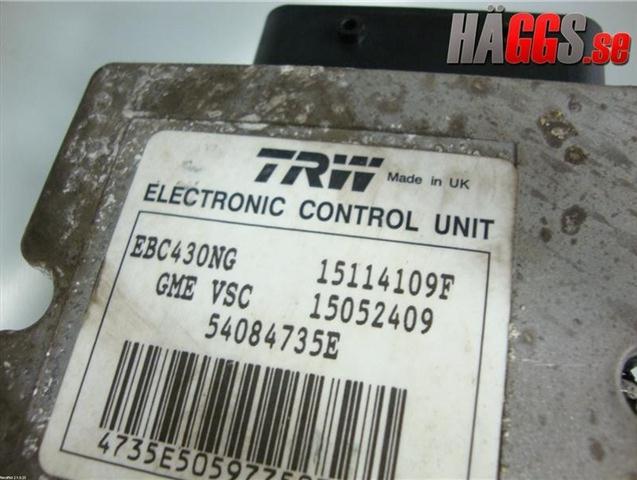 HÄGGS.se
TRW Made in UK
ELECTRONIC CONTROL UNIT
EBC430NG 15114109F
GME VSC 15052409
54084735E